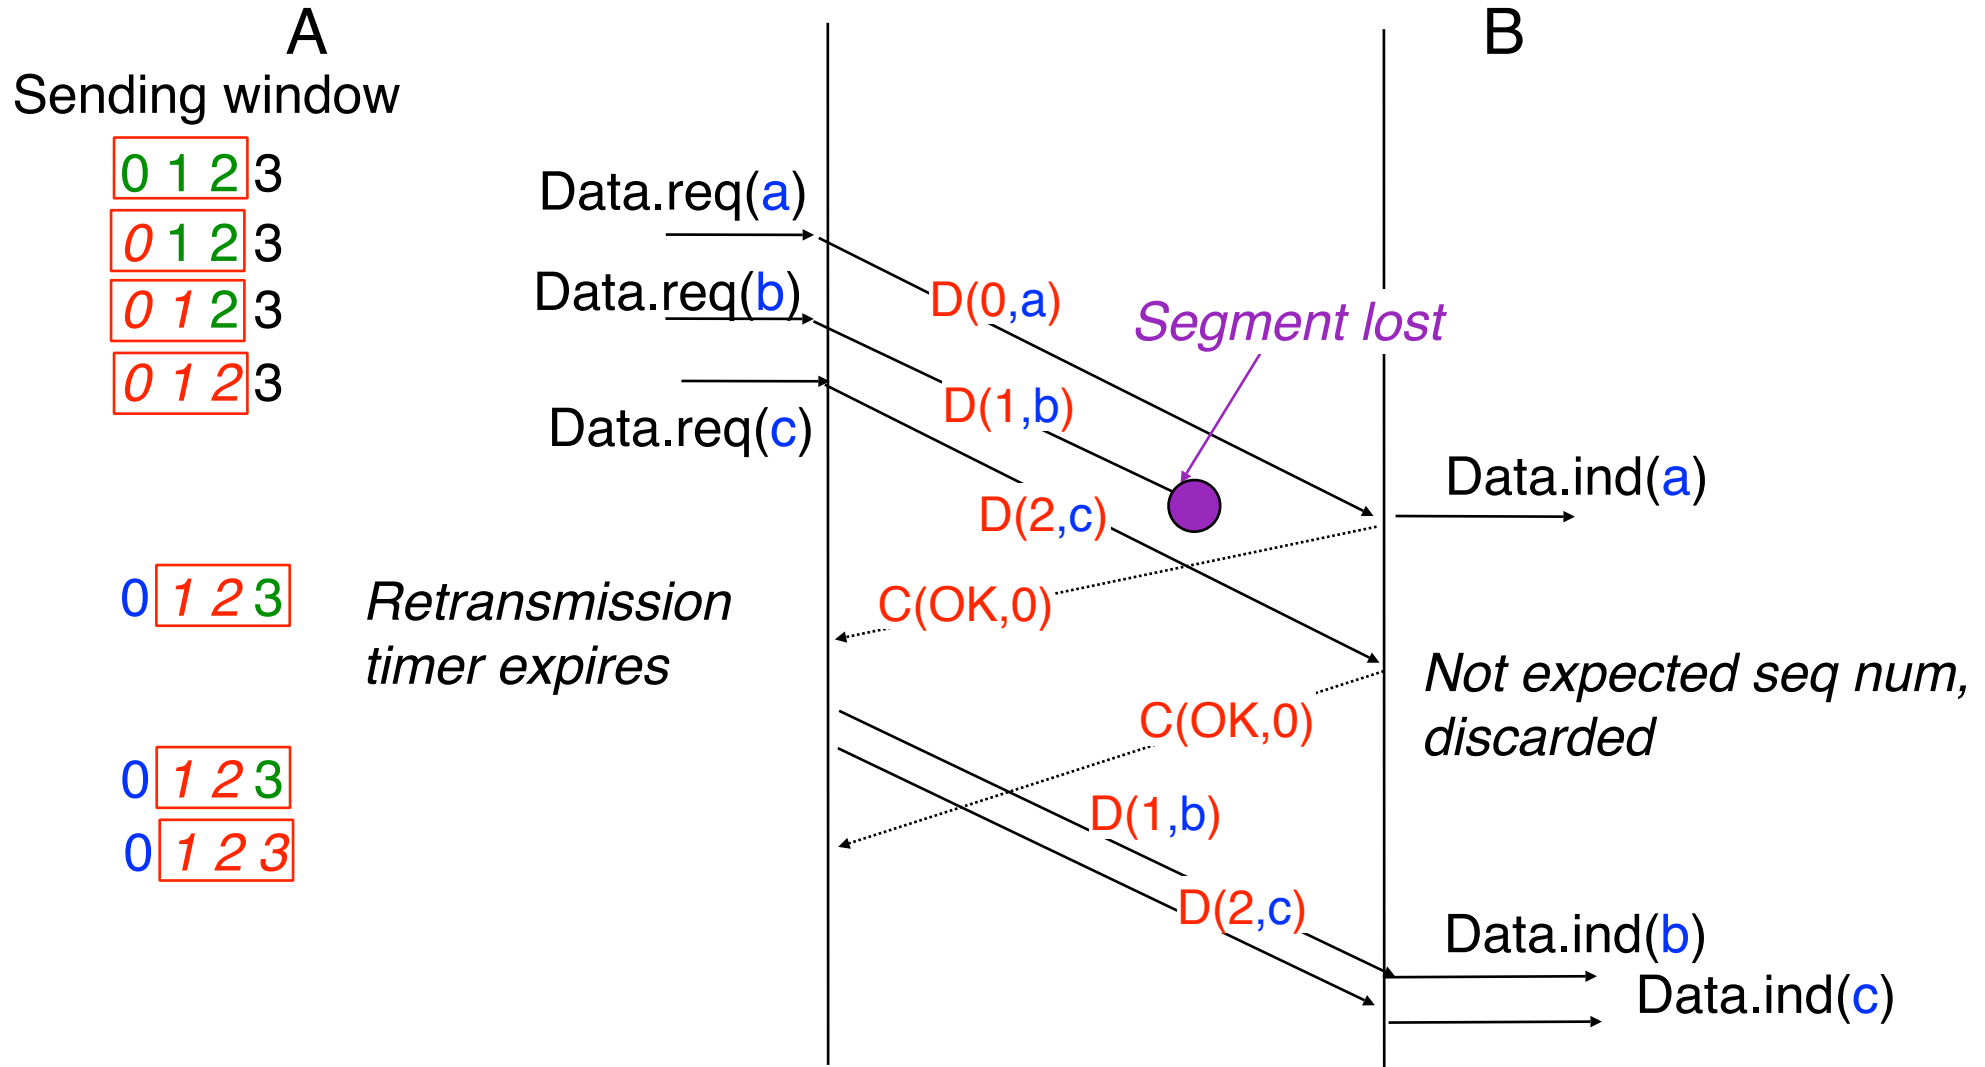 A
B
Sending window
0 1 2 3
0 1 2 3
0 1 2 3
0 1 2 3
Data.req(a)
Data.req(b)
Data.req(c)
D(0,a)
Segment lost
D(1,b)
D(2,c)
Data.ind(a)
C(OK,0)
0 1 2 3
Retransmission
timer expires
Not expected seq num,
discarded
C(OK,0)
0 1 2 3
0 1 2 3
D(1,b)
D(2,c)
Data.ind(b)
Data.ind(c)